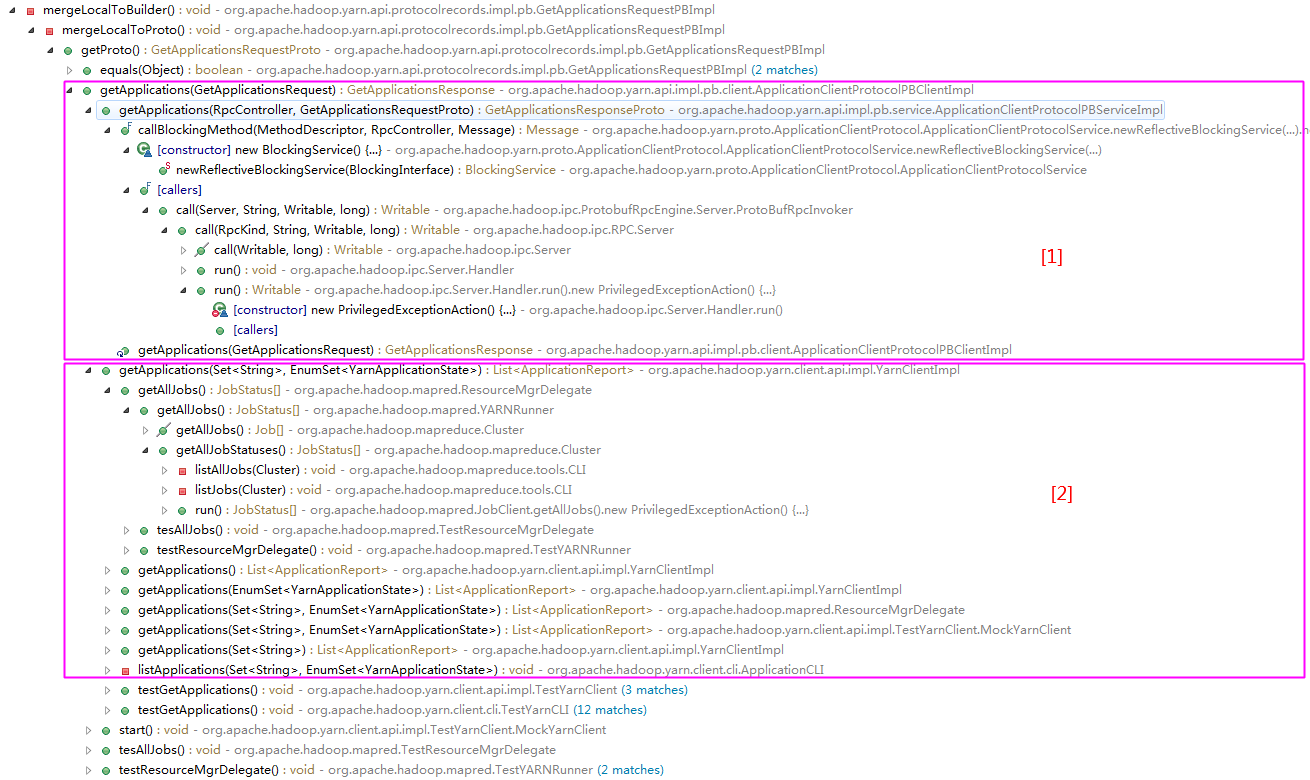 mergeLocalToBuilder() : void - org.apache.hadoop.yarn.api.protocolrecords.impl.pb.GetApplicationsRequestPBImpl
mergeLocalToProto() : void - org.apache.hadoop.yarn.api.protocolrecords.impl.pb.GetApplicationsRequestPBImpl
getProto() : GetApplicationsRequestProto - org.apache.hadoop.yarn.api.protocolrecords.impl.pb.GetApplicationsRequestPBImpl
equals(Object) : boolean - org.apache.hadoop.yarn.api.protocolrecords.impl.pb.GetApplicationsRequestPBImpl (2 matches)
getApplications(GetApplicationsRequest) : GetApplicationsResponse - org.apache.hadoop.yarn.api.impl.pb.client.ApplicationClientProtocolPBClientImpl
getApplications(RpcController, GetApplicationsRequestProto) : GetApplicationsResponseProto - org.apache.hadoop.yarn.api.impl.pb.service.ApplicationClientProtocolPBServiceImpl
callBlockingMethod(MethodDescriptor, RpcController, Message) : Message - org.apache.hadoop.yarn.proto.ApplicationClientProtocol.ApplicationClientProtocolService.newReflectiveBlockingService(...).n
[constructor] new BlockingService() {...} - org.apache.hadoop.yarn.proto.ApplicationClientProtocol.ApplicationClientProtocolService.newReflectiveBlockingService(...)
newReflectiveBlockingService(BlockingInterface) : BlockingService - org.apache.hadoop.yarn.proto.ApplicationClientProtocol.ApplicationClientProtocolService
[callers]
call(Server, String, Writable, long) : Writable - org.apache.hadoop.ipc.ProtobufRpcEngine.Server.ProtoBufRpcInvoker
call(RpcKind, String, Writable, long) : Writable - org.apache.hadoop.ipc.RPC.Server
call(Writable, long) : Writable - org.apache.hadoop.ipc.Server
[1]
run() : void - org.apache.hadoop.ipc.Server.Handler
run() : Writable - org.apache.hadoop.ipc.Server.Handler.run().new PrivilegedExceptionAction() {...}
[constructor] new PrivilegedExceptionAction() {...} - org.apache.hadoop.ipc.Server.Handler.run()
[callers]
getApplications(GetApplicationsRequest) : GetApplicationsResponse - org.apache.hadoop.yarn.api.impl.pb.client.ApplicationClientProtocolPBClientImpl
getApplications(Set<String>, EnumSet<YarnApplicationState>) : List<ApplicationReport> - org.apache.hadoop.yarn.client.api.impl.YarnClientImpl
getAllJobs() : JobStatus[] - org.apache.hadoop.mapred.ResourceMgrDelegate
getAllJobs() : JobStatus[] - org.apache.hadoop.mapred.YARNRunner
getAllJobs() : Job[] - org.apache.hadoop.mapreduce.Cluster
getAllJobStatuses() : JobStatus[] - org.apache.hadoop.mapreduce.Cluster
listAllJobs(Cluster) : void - org.apache.hadoop.mapreduce.tools.CLI
listJobs(Cluster) : void - org.apache.hadoop.mapreduce.tools.CLI
[2]
run() : JobStatus[] - org.apache.hadoop.mapred.JobClient.getAllJobs().new PrivilegedExceptionAction() {...}
tesAllJobs() : void - org.apache.hadoop.mapred.TestResourceMgrDelegate
testResourceMgrDelegate() : void - org.apache.hadoop.mapred.TestYARNRunner
getApplications() : List<ApplicationReport> - org.apache.hadoop.yarn.client.api.impl.YarnClientImpl
getApplications(EnumSet<YarnApplicationState>) : List<ApplicationReport> - org.apache.hadoop.yarn.client.api.impl.YarnClientImpl
getApplications(Set<String>, EnumSet<YarnApplicationState>) : List<ApplicationReport> - org.apache.hadoop.mapred.ResourceMgrDelegate
getApplications(Set<String>, EnumSet<YarnApplicationState>) : List<ApplicationReport> - org.apache.hadoop.yarn.client.api.impl.TestYarnClient.MockYarnClient
getApplications(Set<String>) : List<ApplicationReport> - org.apache.hadoop.yarn.client.api.impl.YarnClientImpl
listApplications(Set<String>, EnumSet<YarnApplicationState>) : void - org.apache.hadoop.yarn.client.cli.ApplicationCLI
testGetApplications() : void - org.apache.hadoop.yarn.client.api.impl.TestYarnClient (3 matches)
testGetApplications() : void - org.apache.hadoop.yarn.client.cli.TestYarnCLI (12 matches)
start() : void - org.apache.hadoop.yarn.client.api.impl.TestYarnClient.MockYarnClient
tesAllJobs() : void - org.apache.hadoop.mapred.TestResourceMgrDelegate
testResourceMgrDelegate() : void - org.apache.hadoop.mapred.TestYARNRunner (2 matches)